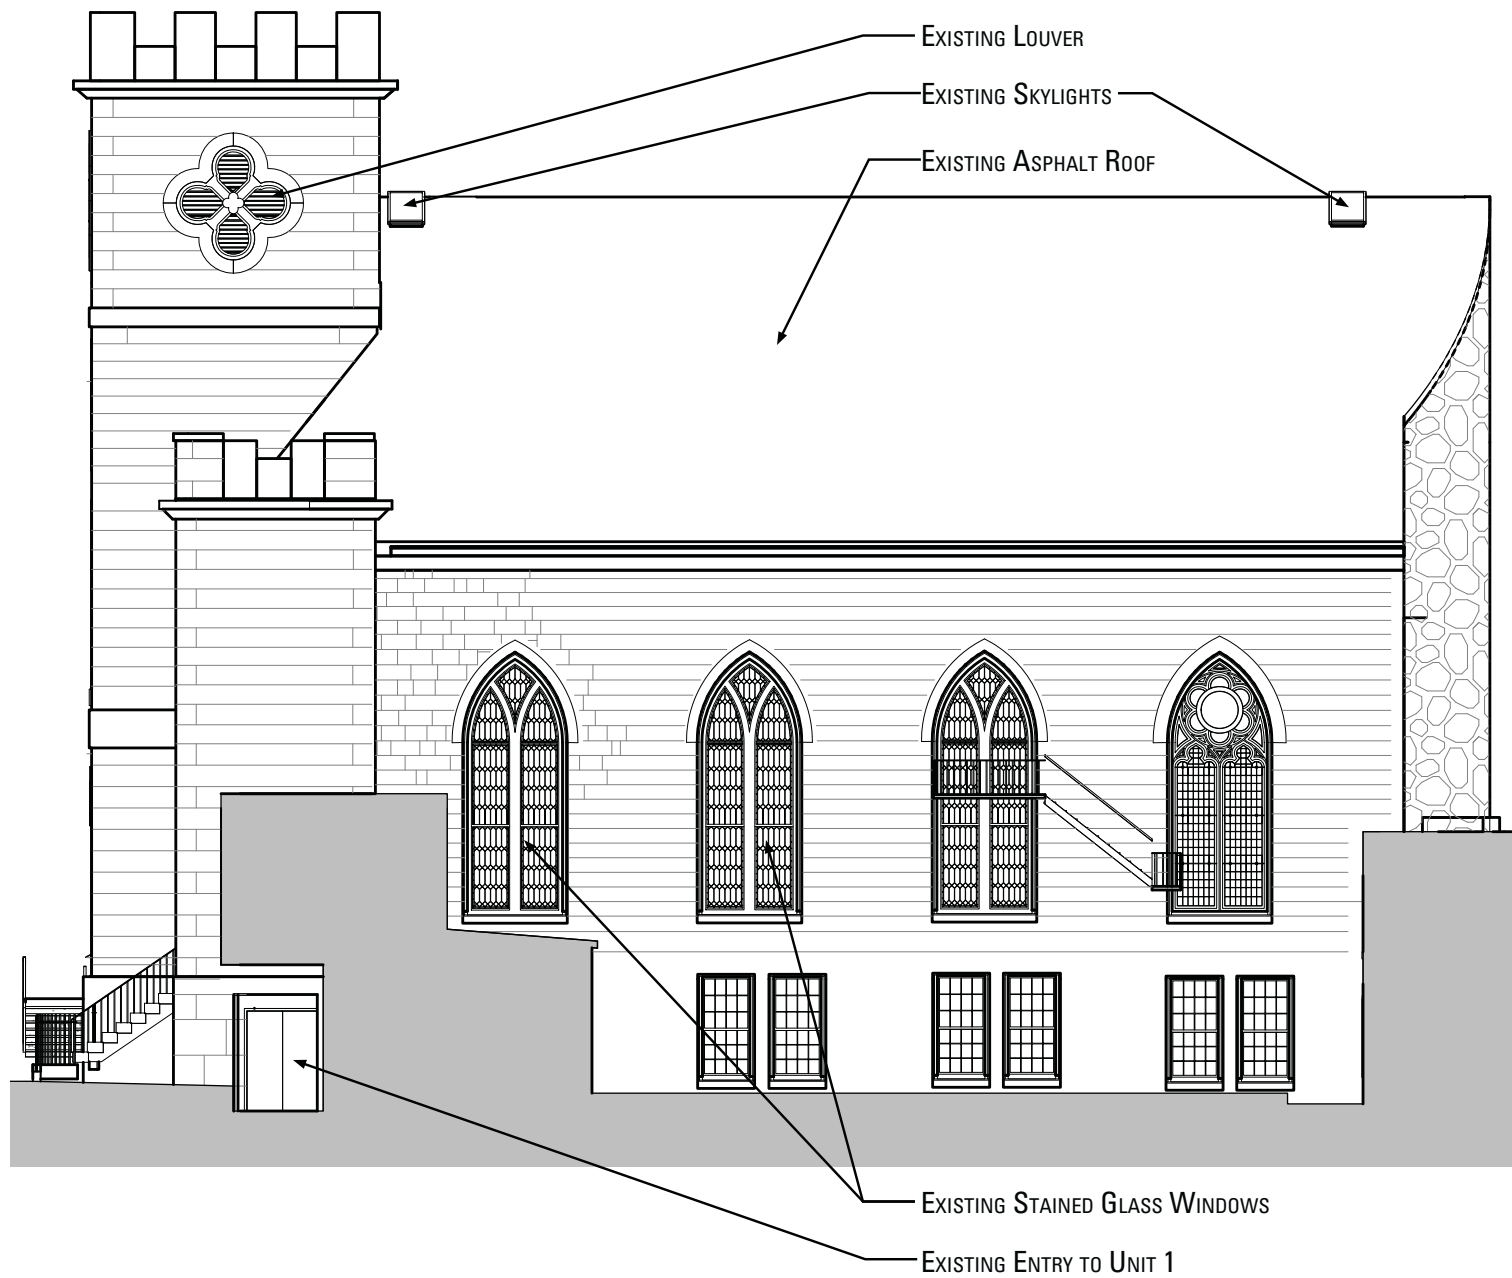 Existing Louver
Existing Skylights
Existing Asphalt Roof
Existing Stained Glass Windows
Existing Entry to Unit 1